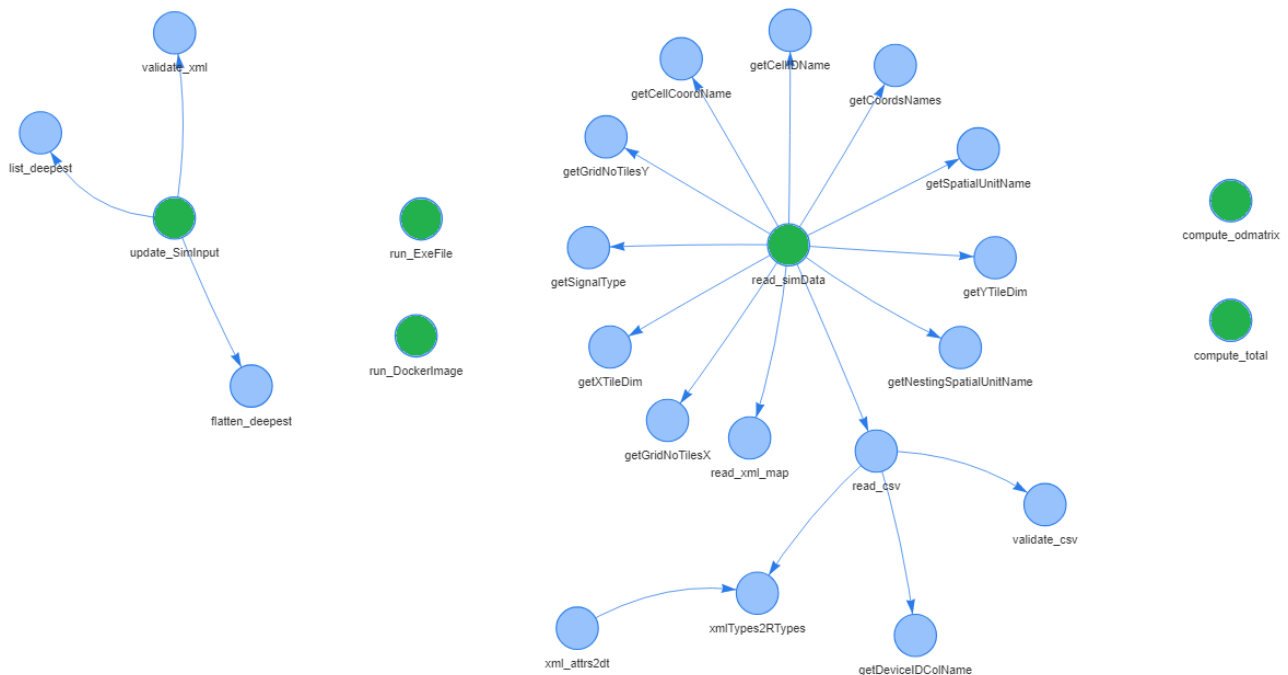 validate_xml
getCellIDName
getCellCoordName
getCoordsNames
list_deepest
getGridNoTilesY
getSpatialUnitName
compute_odmatrix
update_SimInput
run_ExeFile
getSignalType
read_simData
getYTileDim
run_DockerImage
getXTileDim
getNestingSpatialUnitName
compute_total
flatten_deepest
getGridNoTilesX
read_xml_map
read_csv
validate_csv
xmlTypes2RTypes
xml_attrs2dt
getDeviceIDColName